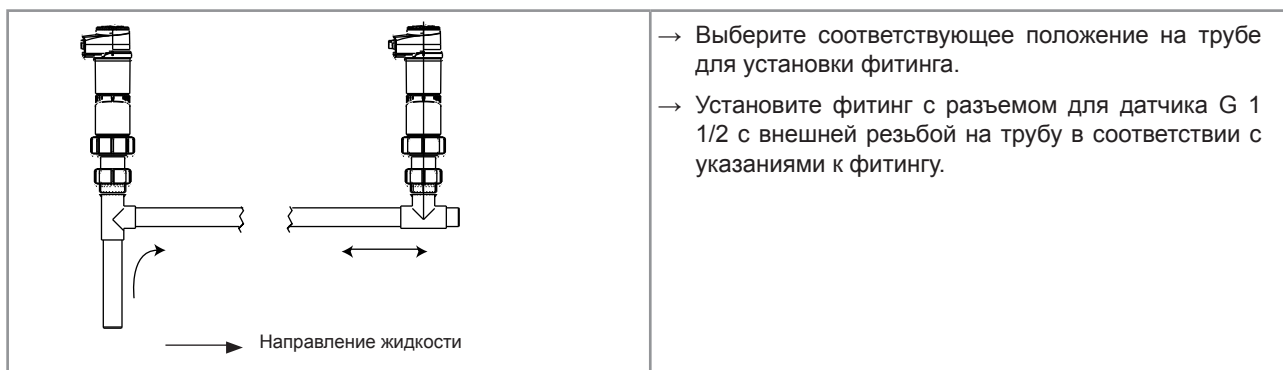 → Выберите соответствующее положение на трубе
для установки фитинга.
→ Установите фитинг с разъемом для датчика G 1
1/2 с внешней резьбой на трубу в соответствии с
указаниями к фитингу.
Направление жидкости